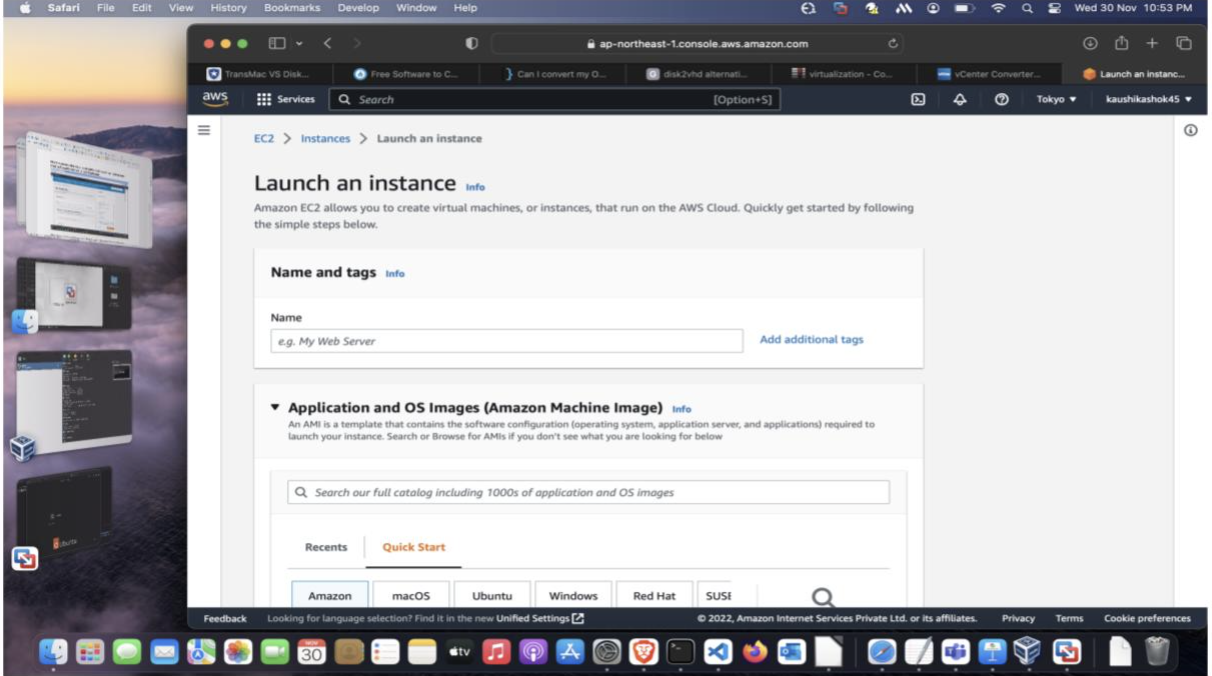 Safari File Edit View History Bookmarks Develop Window Help Wed 30 Nov 10:53 PM
ap-northeast-1.console.aws.amazon.com
TransMac VS Disk... Free Software to C... Can I convert my O... disk2vhd alternati... virtualization - Co... vCenter Converter... Launch an instanc...
aws Services Search [Option+S] Tokyo kaushikashok45
EC2 > Instances > Launch an instance
Launch an instance Info
Amazon EC2 allows you to create virtual machines, or instances, that run on the AWS Cloud. Quickly get started by following
the simple steps below.
Name and tags Info
Name
e.g. My Web Server Add additional tags
Application and OS Images (Amazon Machine Image) Info
An AMI is a template that contains the software configuration (operating system, application server, and applications) required to
launch your instance. Search or Browse for AMIs if you don't see what you are looking for below
Search our full catalog including 1000s of application and OS images
Recents Quick Start
Amazon macOS Ubuntu Windows Red Hat SUSE
Feedback Looking for language selection? Find it in the new Unified Settings © 2022, Amazon Internet Services Private Ltd. or its affiliates. Privacy Terms Cookie preferences
NOV
30
tv